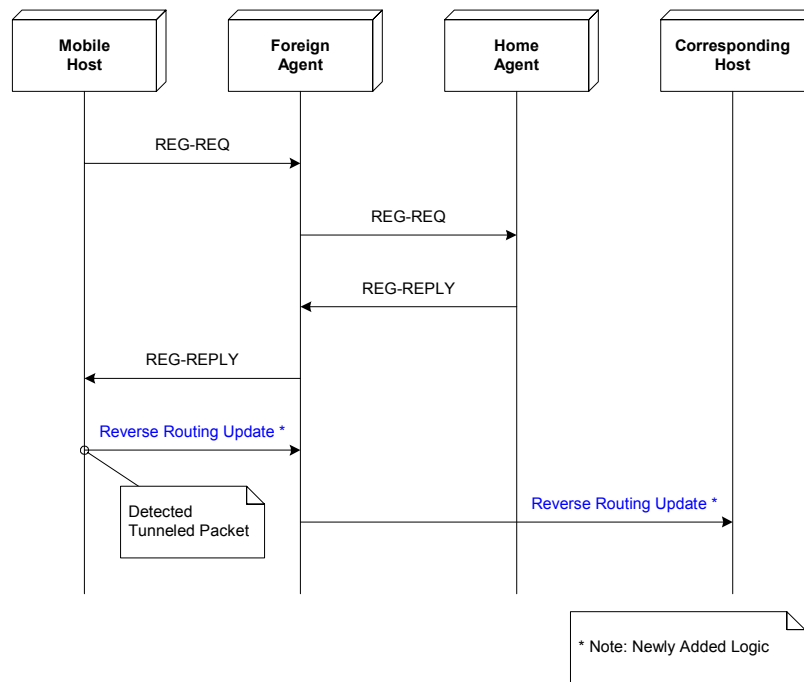 Mobile
Host
Foreign
Agent
Home
Agent
Corresponding
Host
REG-REQ
REG-REQ
REG-REPLY
REG-REPLY
Reverse Routing Update *
Detected
Tunneled Packet
Reverse Routing Update *
* Note: Newly Added Logic